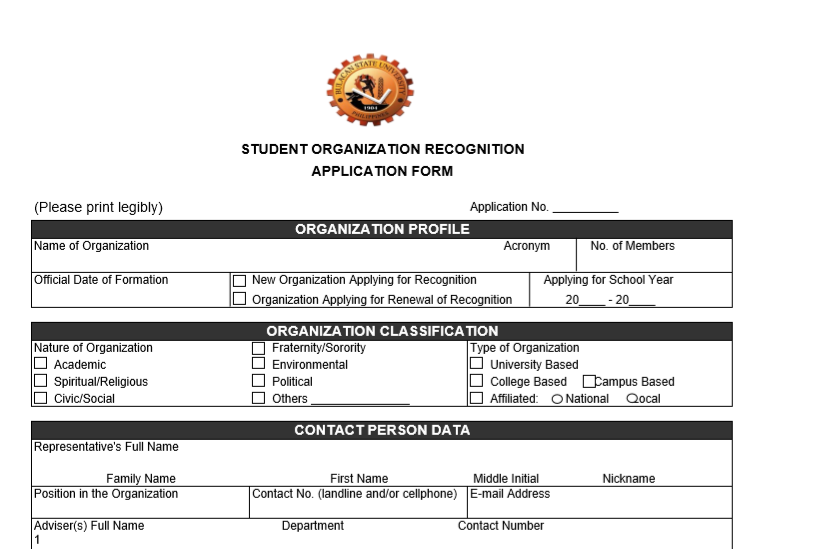 BULACAN STATE UNIVERSITY
1904
PHILIPPINES
STUDENT ORGANIZATION RECOGNITION
APPLICATION FORM
(Please print legibly) Application No. __________
ORGANIZATION PROFILE
Name of Organization Acronym No. of Members
Official Date of Formation New Organization Applying for Recognition Applying for School Year
Organization Applying for Renewal of Recognition 20____ - 20____
ORGANIZATION CLASSIFICATION
Nature of Organization Fraternity/Sorority Type of Organization
Academic Environmental University Based
Spiritual/Religious Political College Based Campus Based
Civic/Social Others _______________ Affiliated: National ocal
CONTACT PERSON DATA
Representative's Full Name
Family Name First Name Middle Initial Nickname
Position in the Organization Contact No. (landline and/or cellphone) E-mail Address
Adviser(s) Full Name Department Contact Number
1